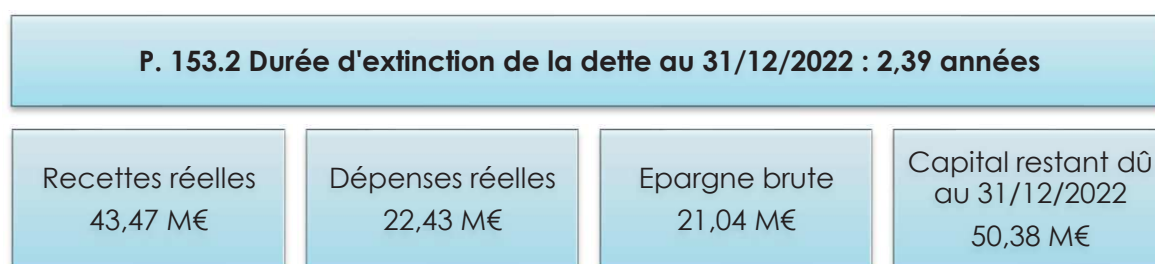 P. 153.2 Durée d'extinction de la dette au 31/12/2022 : 2,39 années
Recettes réelles
43,47 M€
Dépenses réelles
22,43 M€
Epargne brute
21,04 M€
Capital restant dû
au 31/12/2022
50,38 M€